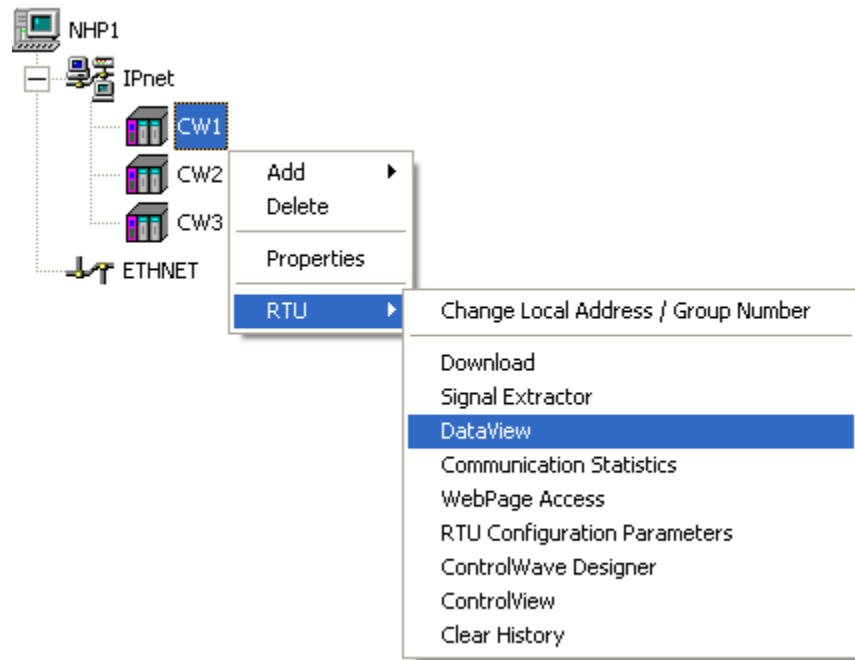 NHP1
IPnet
CW1
CW2
CW3
ETHNET
Add
Delete
Properties
RTU
Change Local Address / Group Number
Download
Signal Extractor
DataView
Communication Statistics
WebPage Access
RTU Configuration Parameters
ControlWave Designer
ControlView
Clear History